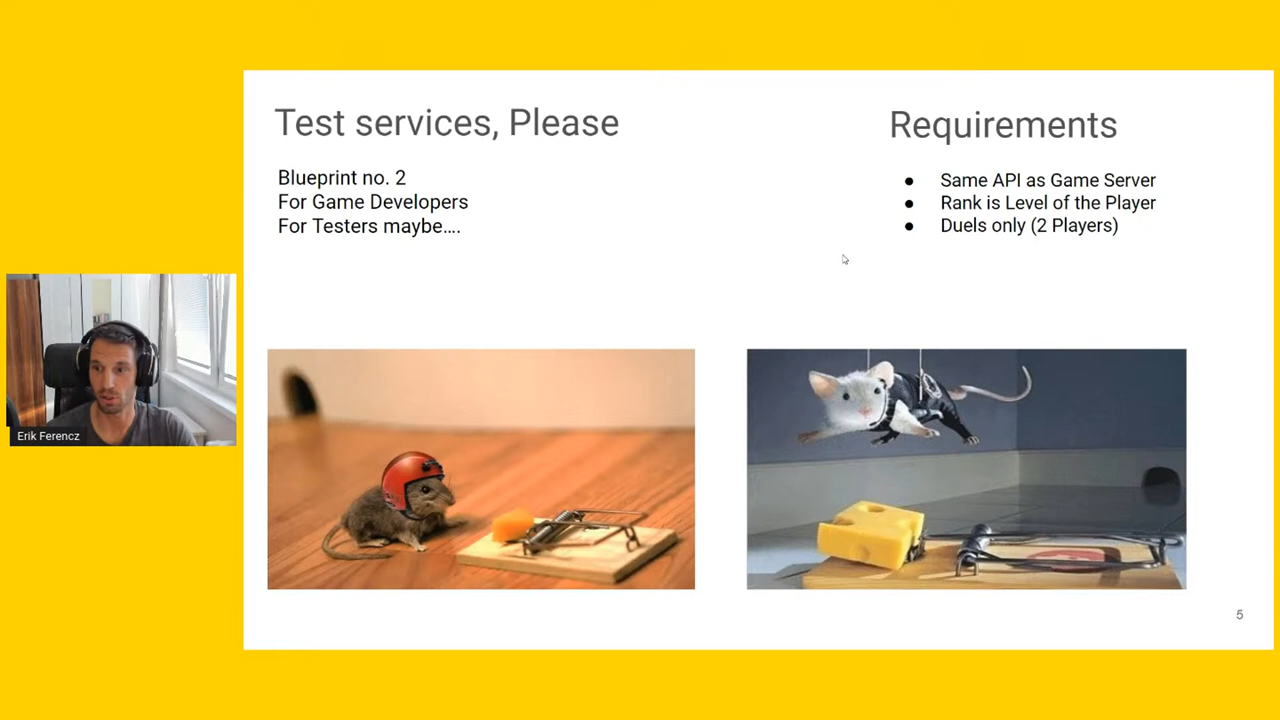 Test services, Please
Blueprint no. 2
For Game Developers
For Testers maybe....
Requirements
● Same API as Game Server
● Rank is Level of the Player
● Duels only (2 Players)
Erik Ferencz
5